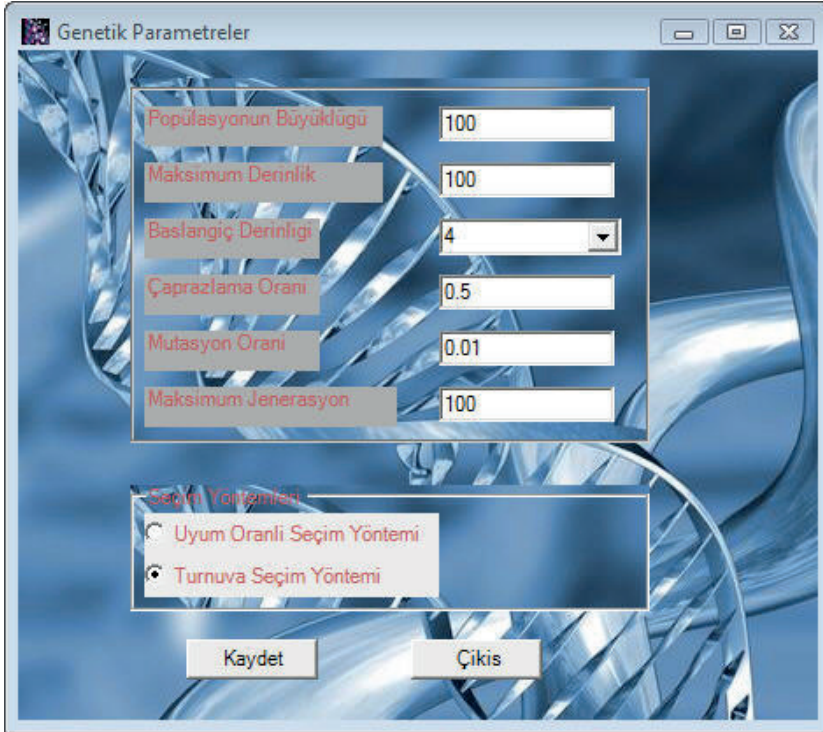 Genetik Parametreler
Popülasyonun Büyüklügü 100
Maksimum Derinlik 100
Baslangiç Derinligi 4
Çaprazlama Orani 0.5
Mutasyon Orani 0.01
Maksimum Jenerasyon 100
Seçim Yöntemleri
Uyum Oranli Seçim Yöntemi
Turnuva Seçim Yöntemi
Kaydet Çikis